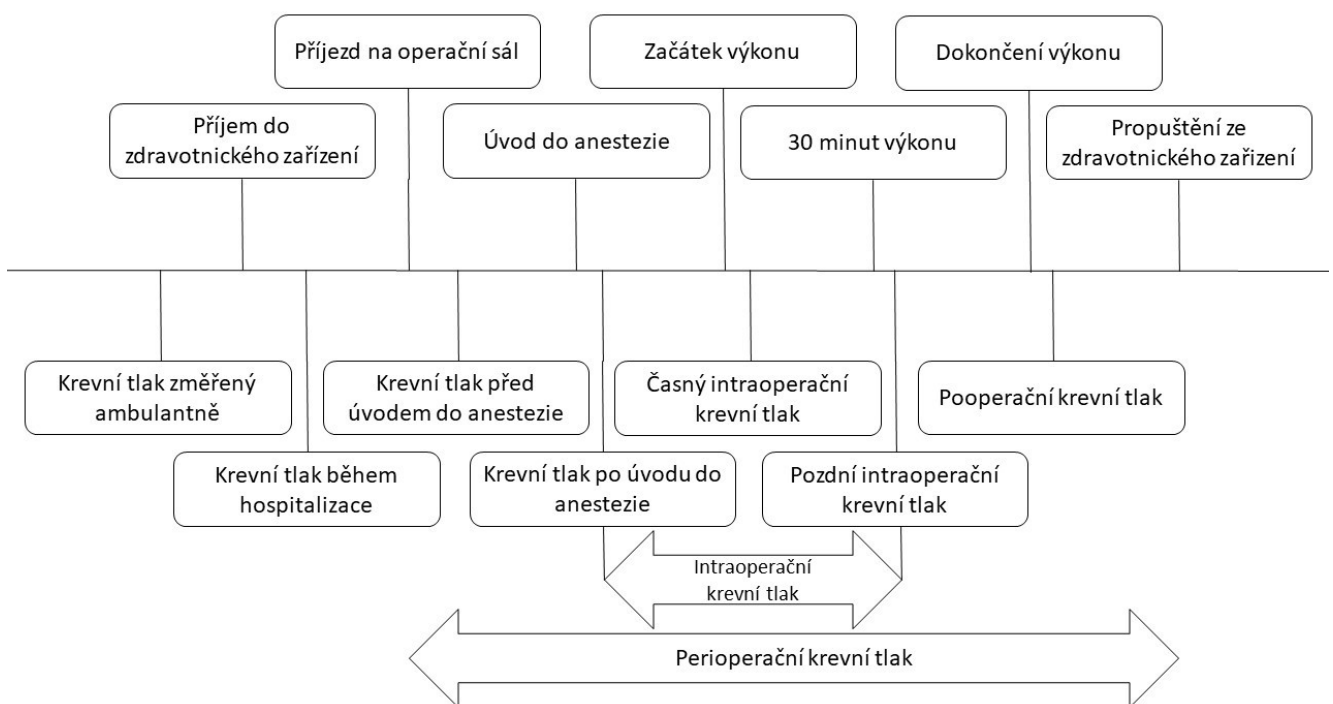 Příjezd na operační sál
Začátek výkonu
Dokončení výkonu
Příjem do
zdravotnického zařízení
Úvod do anestezie
30 minut výkonu
Propuštění ze
zdravotnického zařizení
Krevní tlak změřený
ambulantně
Krevní tlak před
úvodem do anestezie
Časný intraoperační
krevní tlak
Pooperační krevní tlak
Krevní tlak během
hospitalizace
Krevní tlak po úvodu do
anestezie
Pozdní intraoperační
krevní tlak
Intraoperační
krevní tlak
Perioperační krevní tlak